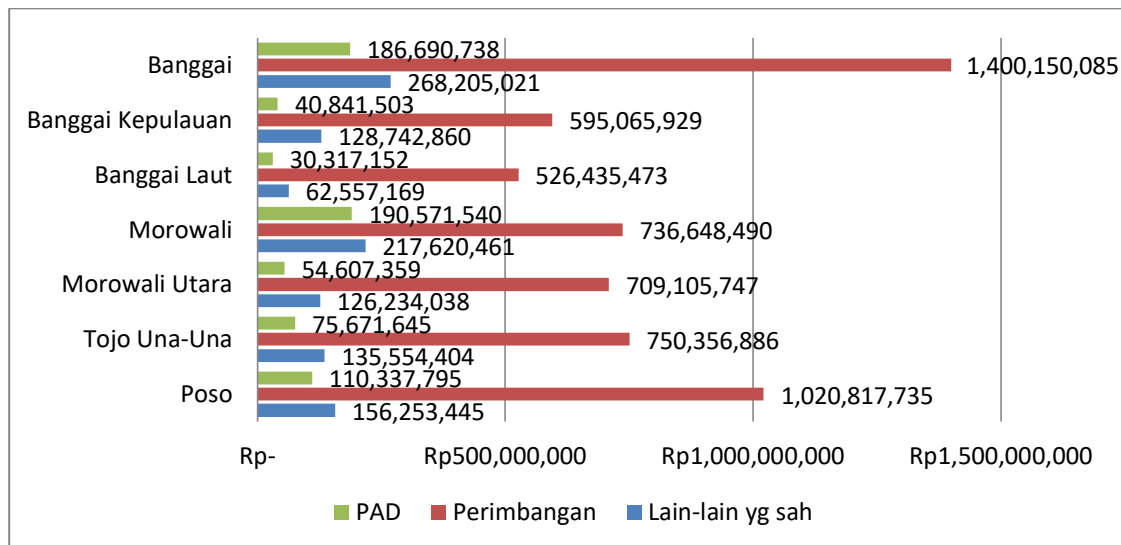 Banggai
186,690,738
1,400,150,085
268,205,021
Banggai Kepulauan
40,841,503
595,065,929
128,742,860
Banggai Laut
30,317,152
526,435,473
62,557,169
Morowali
190,571,540
736,648,490
217,620,461
Morowali Utara
54,607,359
709,105,747
126,234,038
Tojo Una-Una
75,671,645
750,356,886
135,554,404
Poso
110,337,795
1,020,817,735
156,253,445
Rp- Rp500,000,000 Rp1,000,000,000 Rp1,500,000,000
PAD Perimbangan Lain-lain yg sah